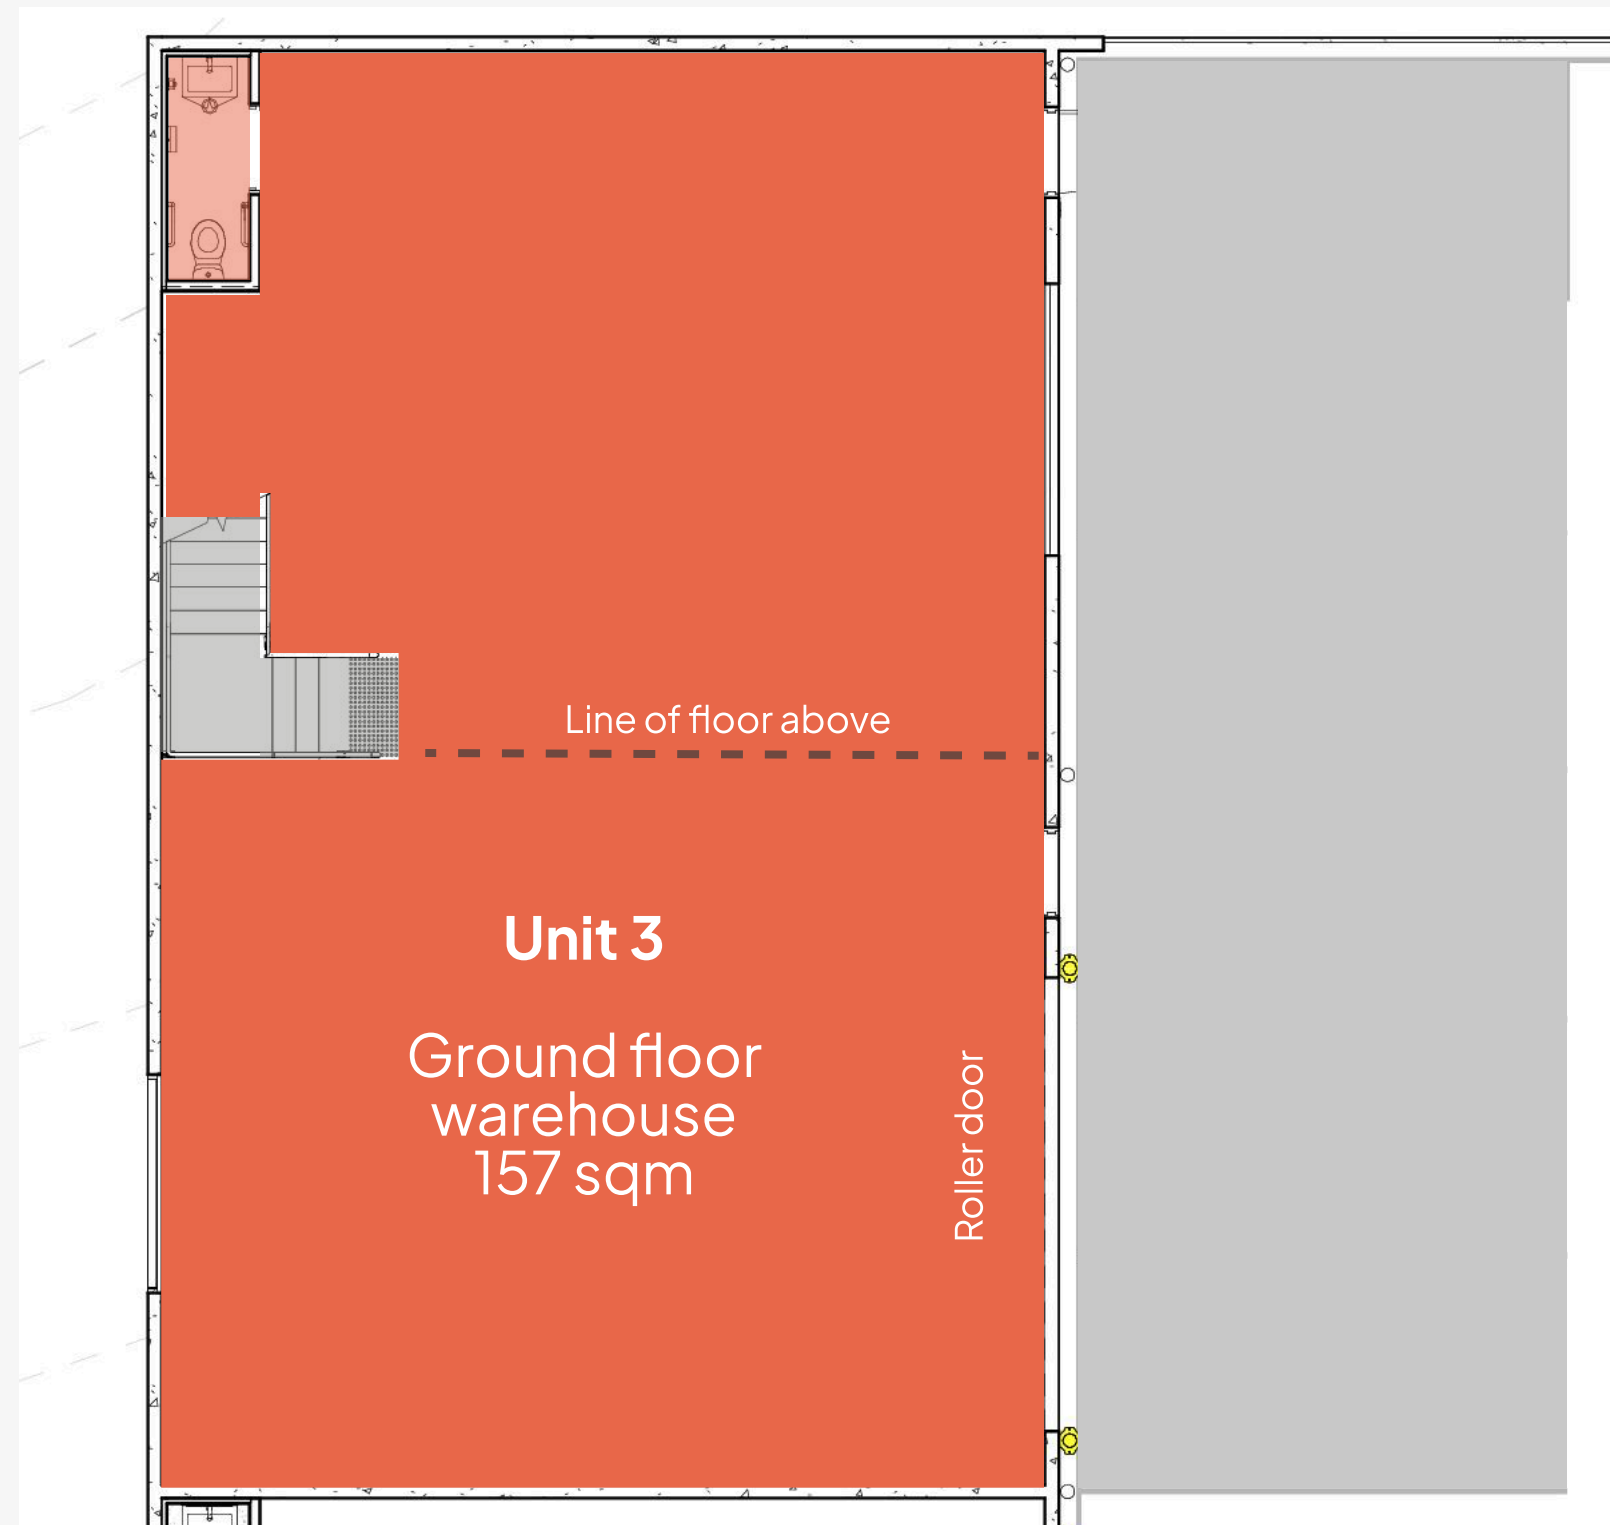 Line of floor above
Unit 3
Ground floor
warehouse
157 sqm
Roller door